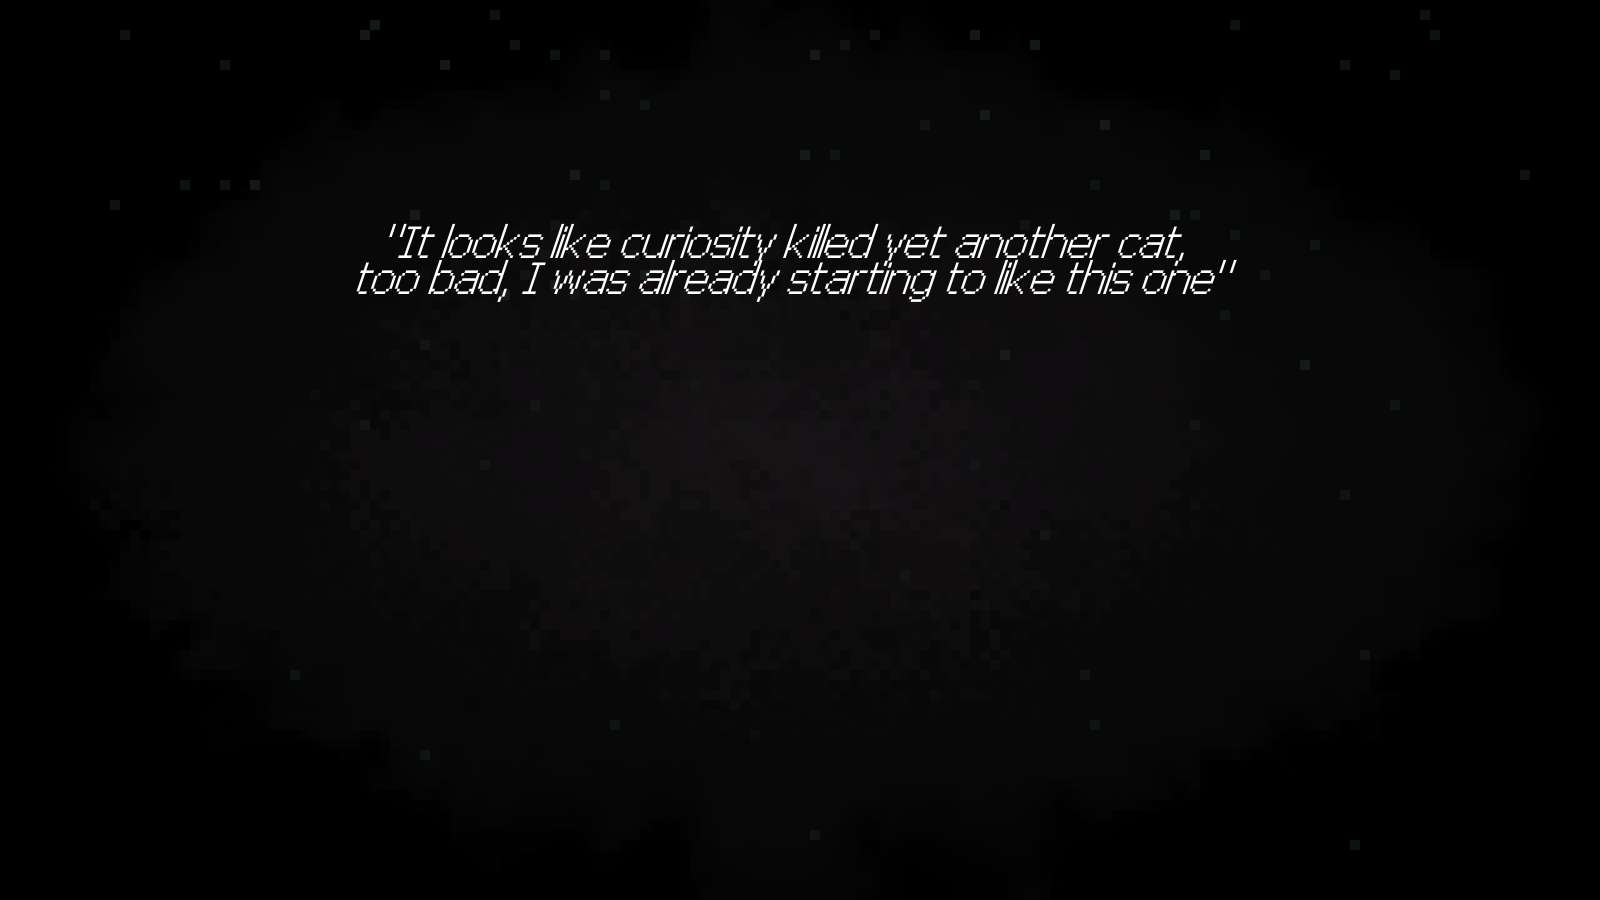 "It looks like curiosity killed yet another cat,
too bad, I was already starting to like this one"